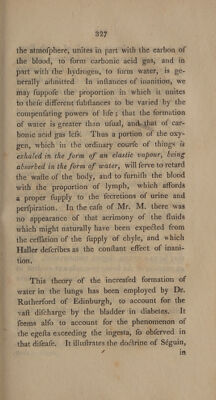 327
the atmoſphere, unites in part with the carbon of
the blood, to form carbonic acid gas, and in
part with the hydrogen, to form water, is ge-
nerally admitted In inſtances of inanition, we
may ſuppoſe the proportion in which it unites
to theſe different ſubſtances to be varied by the
compenſating powers of life; that the formation
of water is greater than uſual, and that of car-
bonic acid gas leſs. Thus a portion of the oxy-
gen, which in the ordinary courſe of things is
exhaled in the form of an elastic vapour, being
absorbed in the form of water, will ſerve to retard
the waſte of the body, and to furniſh the blood
with the proportion of lymph, which affords
a proper ſupply to the ſecretions of urine and
perſpiration. In the caſe of Mr. M. there was
no appearance of that acrimony of the fluids
which might naturally have been expected from
the ceſſation of the ſupply of chyle, and which
Haller deſcribes as the conſtant effect of inani-
tion.
This theory of the increaſed formation of
water in the lungs has been employed by Dr.
Rutherford of Edinburgh, to account for the
vaſt diſcharge by the bladder in diabetes. It
ſeems alſo to account for the phenomenon of
the egeſta exceeding the ingeſta, ſo obſerved in
that diſeaſe. It illuſtrates the doctrine of Séguin,
in